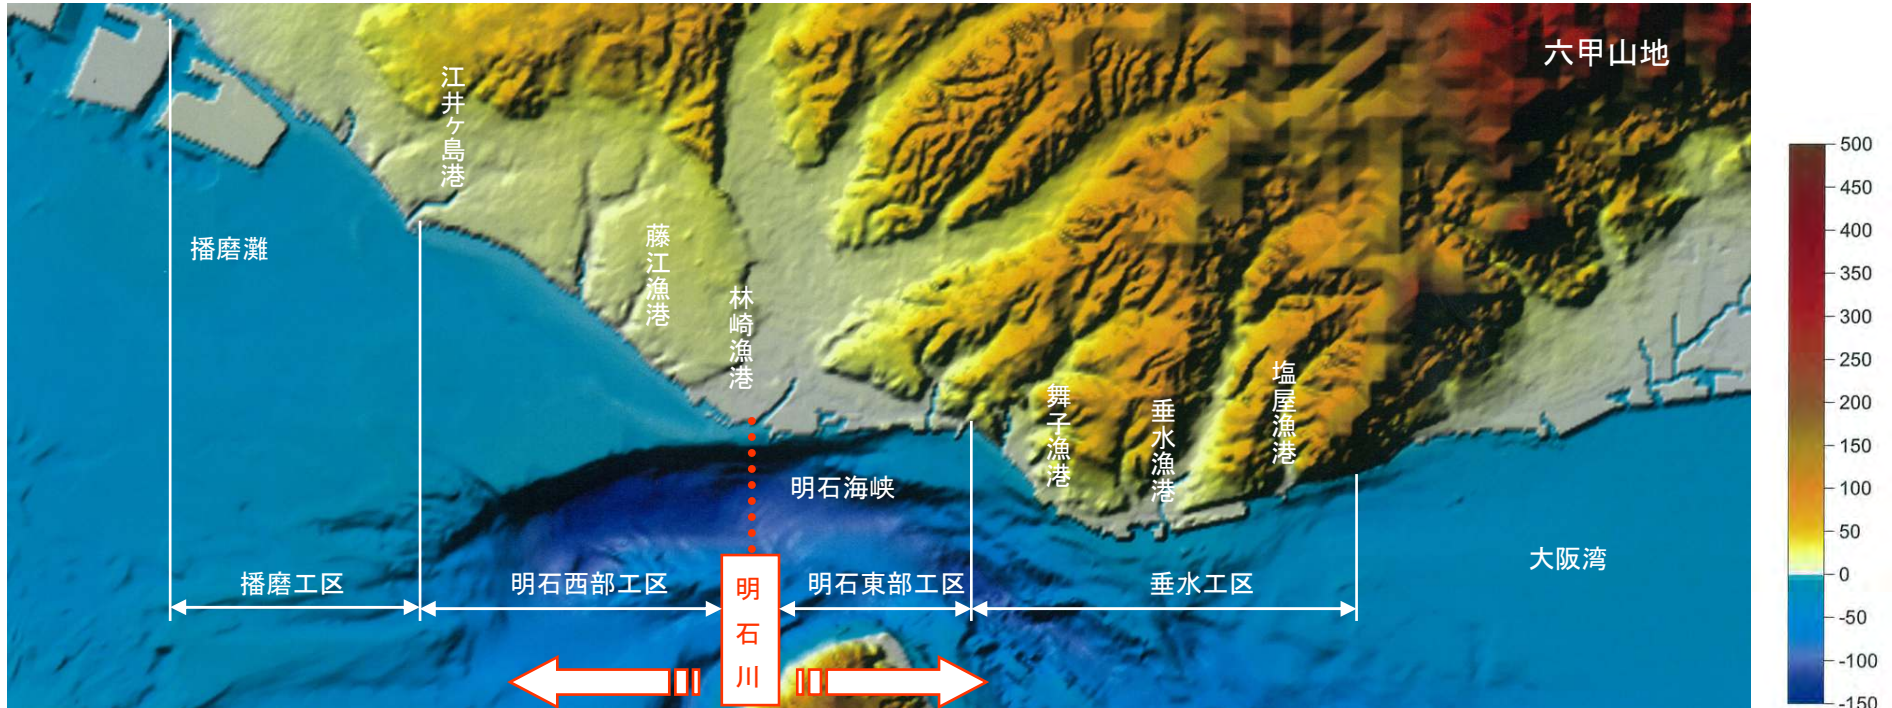 六甲山地
江井ヶ島港
藤江漁港
播磨灘
林崎漁港
舞子漁港
垂水漁港
塩屋漁港
明石海峡
大阪湾
播磨工区
明石西部工区
明石東部工区
垂水工区
明石川
500
450
400
350
300
250
200
150
100
50
0
-50
-100
-150